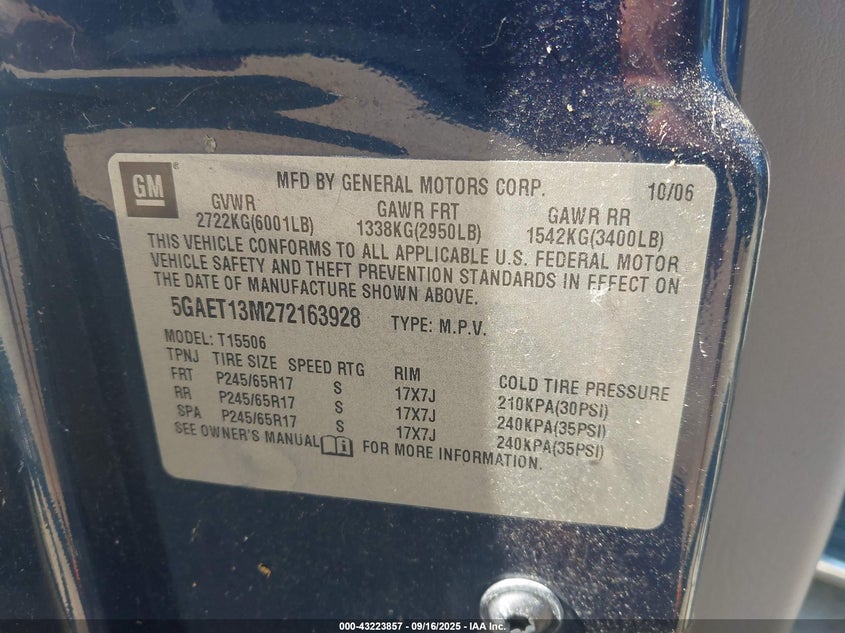 GM
®
MFD BY GENERAL MOTORS CORP. 10/06
GVWR GAWR FRT GAWR RR
2722KG(6001LB) 1338KG(2950LB) 1542KG(3400LB)
THIS VEHICLE CONFORMS TO ALL APPLICABLE U.S. FEDERAL MOTOR
VEHICLE SAFETY AND THEFT PREVENTION STANDARDS IN EFFECT ON
THE DATE OF MANUFACTURE SHOWN ABOVE.
5GAET13M272163928 TYPE: M.P.V.
MODEL: T15506
TPNJ TIRE SIZE SPEED RTG RIM COLD TIRE PRESSURE
FRT P245/65R17 S 17X7J 210KPA(30PSI)
RR P245/65R17 S 17X7J 240KPA(35PSI)
SPA P245/65R17 S 17X7J 240KPA(35PSI)
SEE OWNER'S MANUAL i FOR MORE INFORMATION.
000-43223857 - 09/16/2025 - IAA Inc.